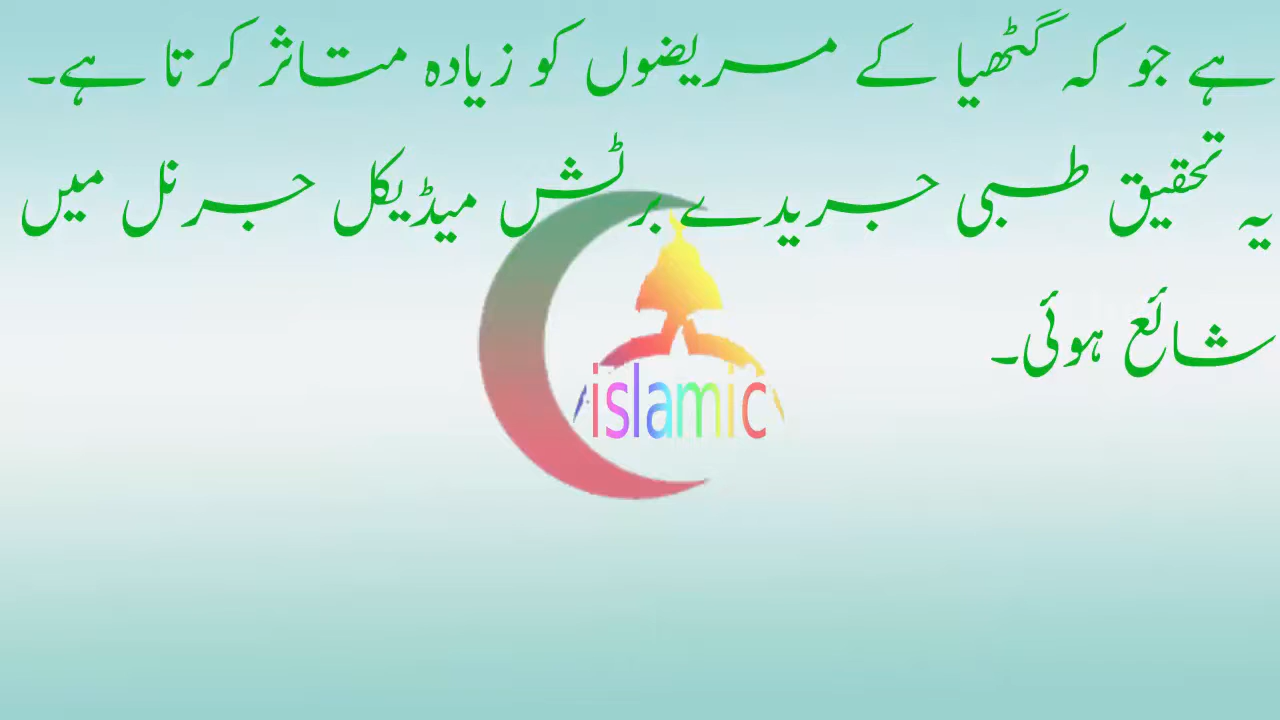 ہے جو کہ گٹھیا کے مریضوں کو زیادہ متاثر کرتا ہے۔
یہ تحقیق طبی جریدے برٹش میڈیکل جرنل میں
شائع ہوئی۔
islamic